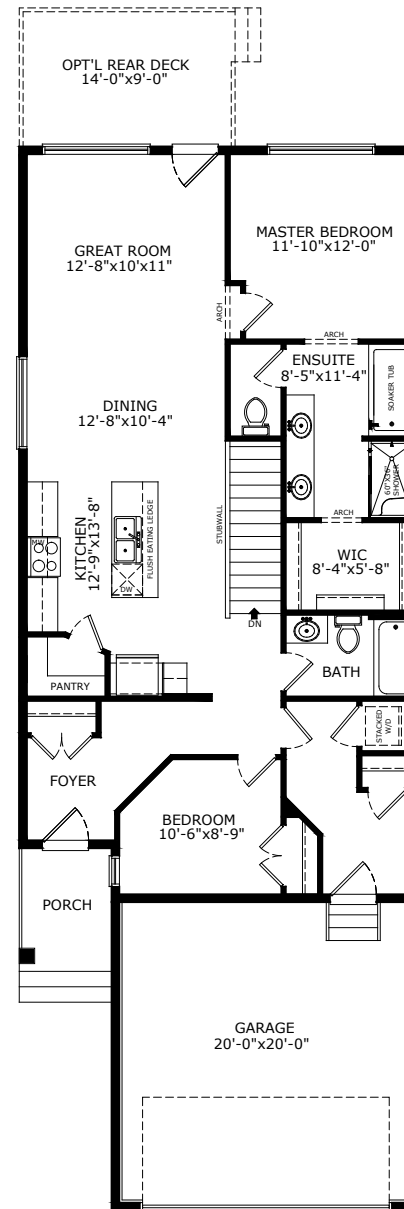 OPT'L REAR DECK
14'-0"x9'-0"
GREAT ROOM
12'-8"x10'x11"
MASTER BEDROOM
11'-10"x12'-0"
ARCH
ARCH
ENSUITE
8'-5"x11'-4"
SOAKER TUB
DINING
12'-8"x10'-4"
60"x36"
SHOWER
KITCHEN
12'-9"x13'-8"
MW
FLUSH EATING LEDGE
DW
STUBWALL
ARCH
WIC
8'-4"x5'-8"
DN
BATH
PANTRY
STACKED
W/D
FOYER
BEDROOM
10'-6"x8'-9"
PORCH
GARAGE
20'-0"x20'-0"